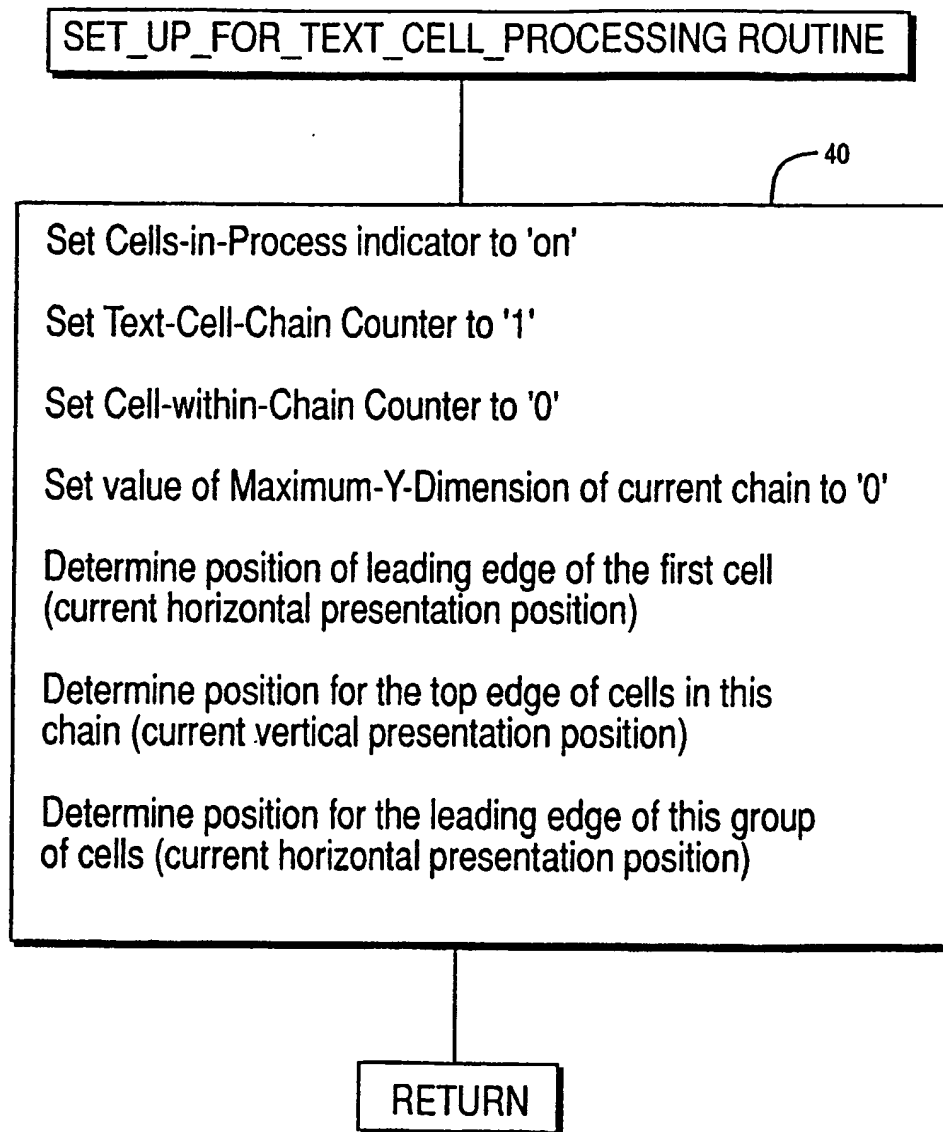 SET_UP_FOR_TEXT_CELL_PROCESSING ROUTINE
40
Set Cells-in-Process indicator to 'on'
Set Text-Cell-Chain Counter to '1'
Set Cell-within-Chain Counter to '0'
Set value of Maximum-Y-Dimension of current chain to '0'
Determine position of leading edge of the first cell
(current horizontal presentation position)
Determine position for the top edge of cells in this
chain (current vertical presentation position)
Determine position for the leading edge of this group
of cells (current horizontal presentation position)
RETURN